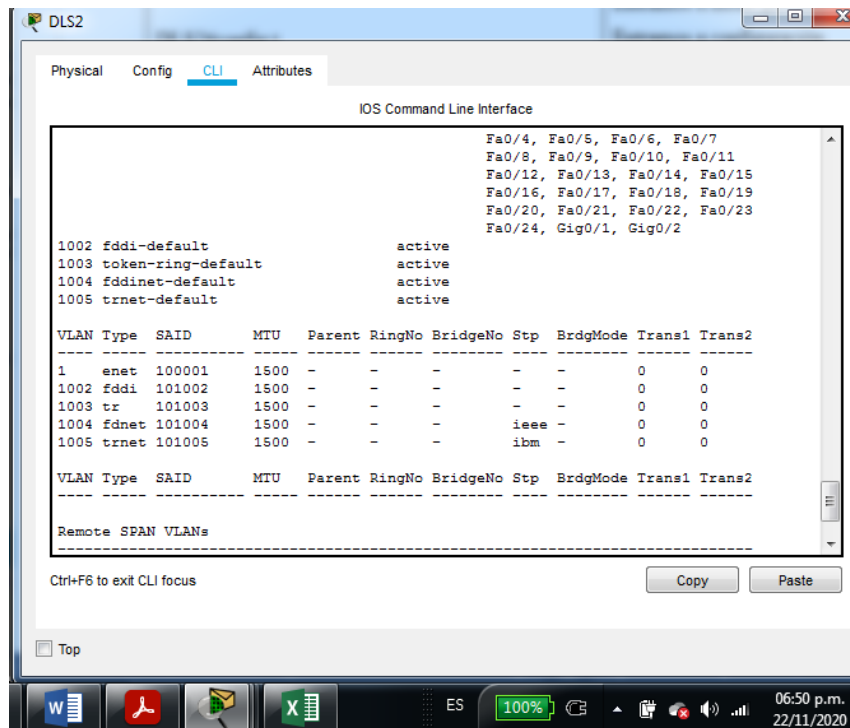 DLS2
Physical Config CLI Attributes
IOS Command Line Interface
Fa0/4, Fa0/5, Fa0/6, Fa0/7
Fa0/8, Fa0/9, Fa0/10, Fa0/11
Fa0/12, Fa0/13, Fa0/14, Fa0/15
Fa0/16, Fa0/17, Fa0/18, Fa0/19
Fa0/20, Fa0/21, Fa0/22, Fa0/23
Fa0/24, Gig0/1, Gig0/2
1002 fddi-default active
1003 token-ring-default active
1004 fddinet-default active
1005 trnet-default active
VLAN Type SAID MTU Parent RingNo BridgeNo Stp BrdgMode Trans1 Trans2
---- ----- ---------- ----- ------ ------ -------- ---- -------- ------ ------
1 enet 100001 1500 - - - - - 0 0
1002 fddi 101002 1500 - - - - - 0 0
1003 tr 101003 1500 - - - - - 0 0
1004 fdnet 101004 1500 - - - ieee - 0 0
1005 trnet 101005 1500 - - - ibm - 0 0
VLAN Type SAID MTU Parent RingNo BridgeNo Stp BrdgMode Trans1 Trans2
---- ----- ---------- ----- ------ ------ -------- ---- -------- ------ ------
Remote SPAN VLANs
------------------------------------------------------------------------------
Ctrl+F6 to exit CLI focus
Copy Paste
Top
ES 100% 06:50 p.m.
22/11/2020